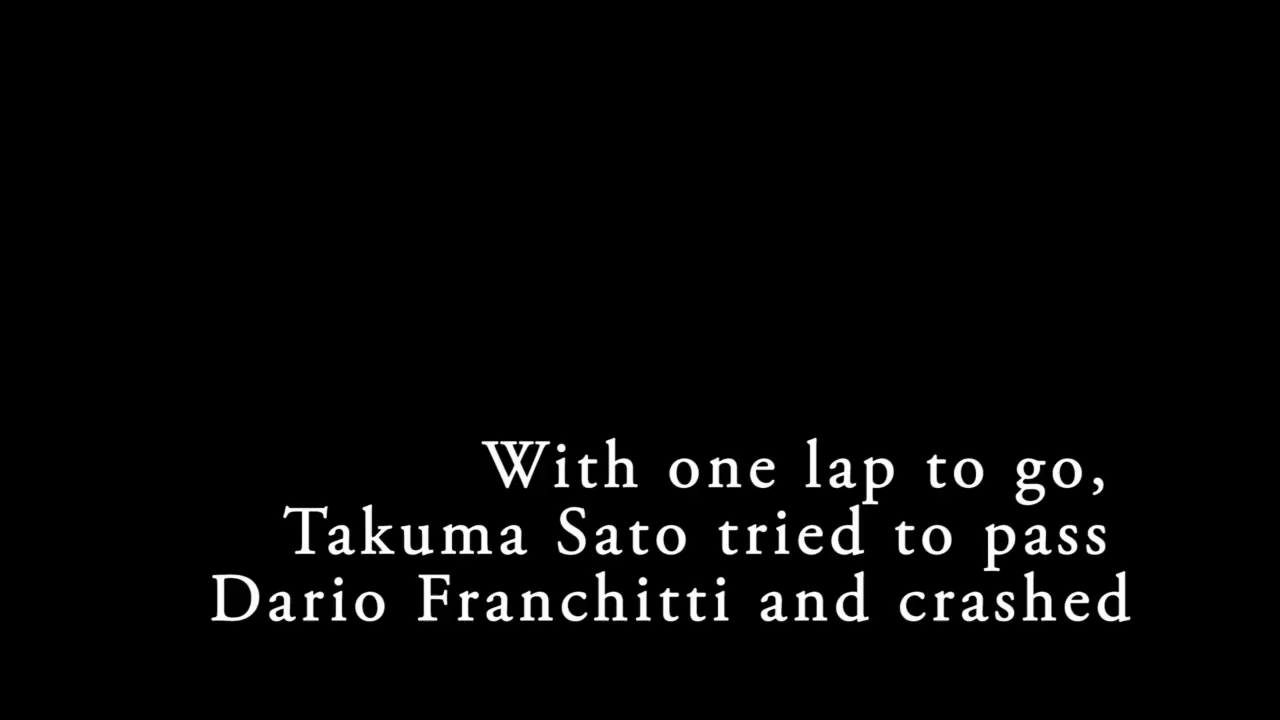 With one lap to go,
Takuma Sato tried to pass
Dario Franchitti and crashed